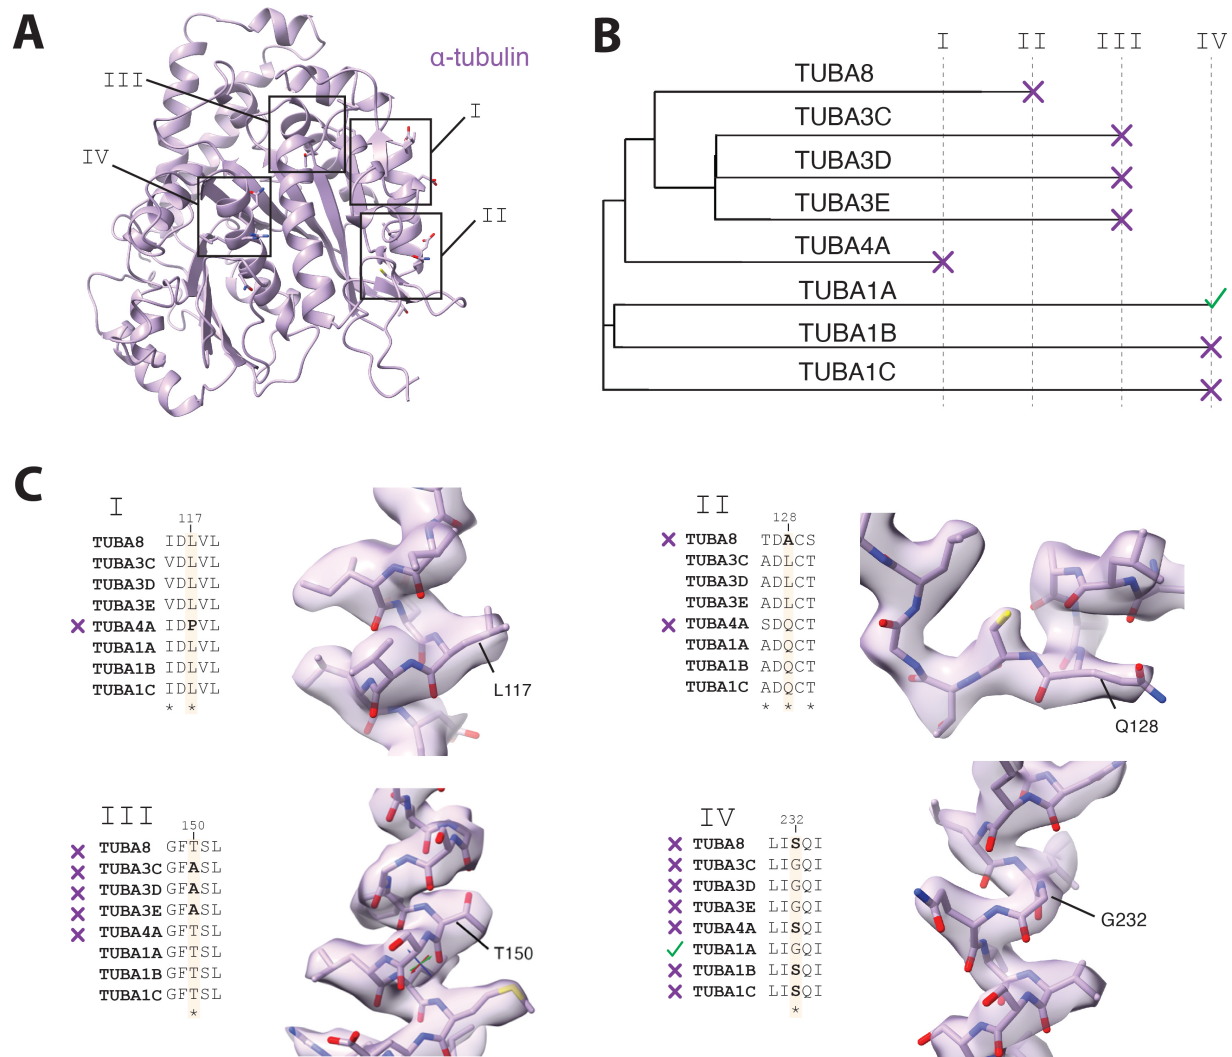 A
α-tubulin
III
I
IV
II
B
I II III IV
TUBA8
TUBA3C
TUBA3D
TUBA3E
TUBA4A
TUBA1A
TUBA1B
TUBA1C
C
I
117
TUBA8 IDLVL
TUBA3C VDLVL
TUBA3D VDLVL
TUBA3E VDLVL
TUBA4A IDPVL
TUBA1A IDLVL
TUBA1B IDLVL
TUBA1C IDLVL
* *
L117
II
128
TUBA8 TDACS
TUBA3C ADLCT
TUBA3D ADLCT
TUBA3E ADLCT
TUBA4A SDQCT
TUBA1A ADQCT
TUBA1B ADQCT
TUBA1C ADQCT
* * *
Q128
III
150
TUBA8 GFTSL
TUBA3C GFASL
TUBA3D GFASL
TUBA3E GFASL
TUBA4A GFTSL
TUBA1A GFTSL
TUBA1B GFTSL
TUBA1C GFTSL
*
T150
IV
232
TUBA8 LISQI
TUBA3C LIGQI
TUBA3D LIGQI
TUBA3E LIGQI
TUBA4A LISQI
TUBA1A LIGQI
TUBA1B LISQI
TUBA1C LISQI
*
G232